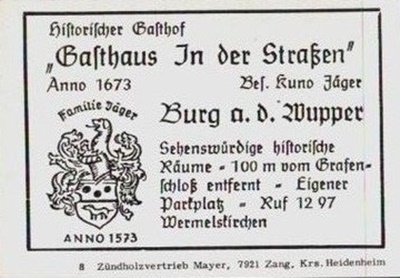 Historischer Gasthof
„Gasthaus In der Straßen"
Anno 1673 Bes. Kuno Jäger
Familie Jäger
Burg a. d. Wupper
Sehenswürdige historische
Räume - 100 m vom Grafen-
schloß entfernt - Eigener
Parkplatz - Ruf 12 97
Wermelskirchen
ANNO 1573
8 Zündholzvertrieb Mayer, 7921 Zang, Krs. Heidenheim